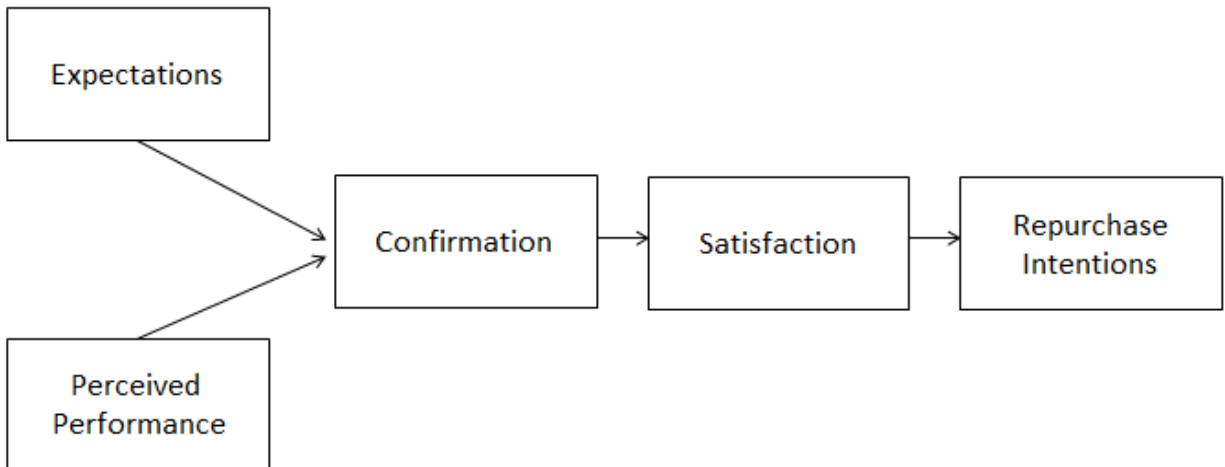 Expectations
Confirmation
Satisfaction
Repurchase
Intentions
Perceived
Performance